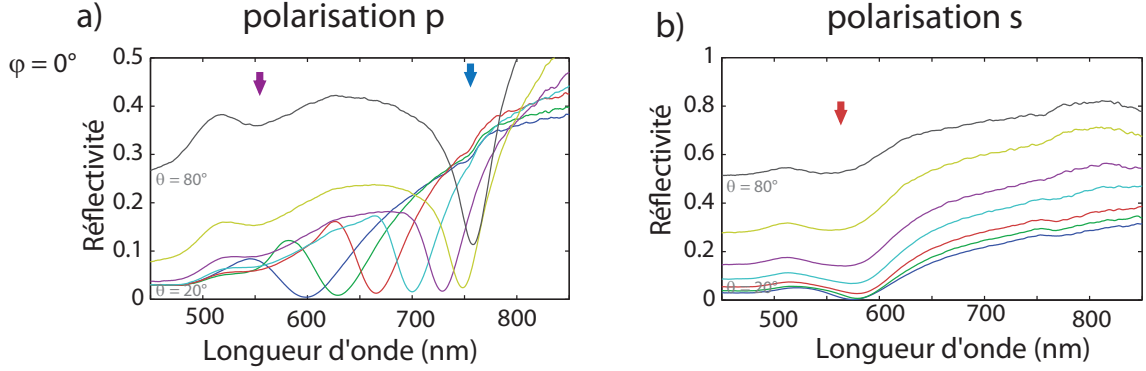 a) polarisation p
φ = 0°
Réflectivité
0.5
0.4
0.3
0.2
0.1
0
θ = 80°
θ = 20°
500 600 700 800
Longueur d'onde (nm)
b) polarisation s
Réflectivité
1
0.8
0.6
0.4
0.2
0
θ = 80°
θ = 20°
500 600 700 800
Longueur d'onde (nm)